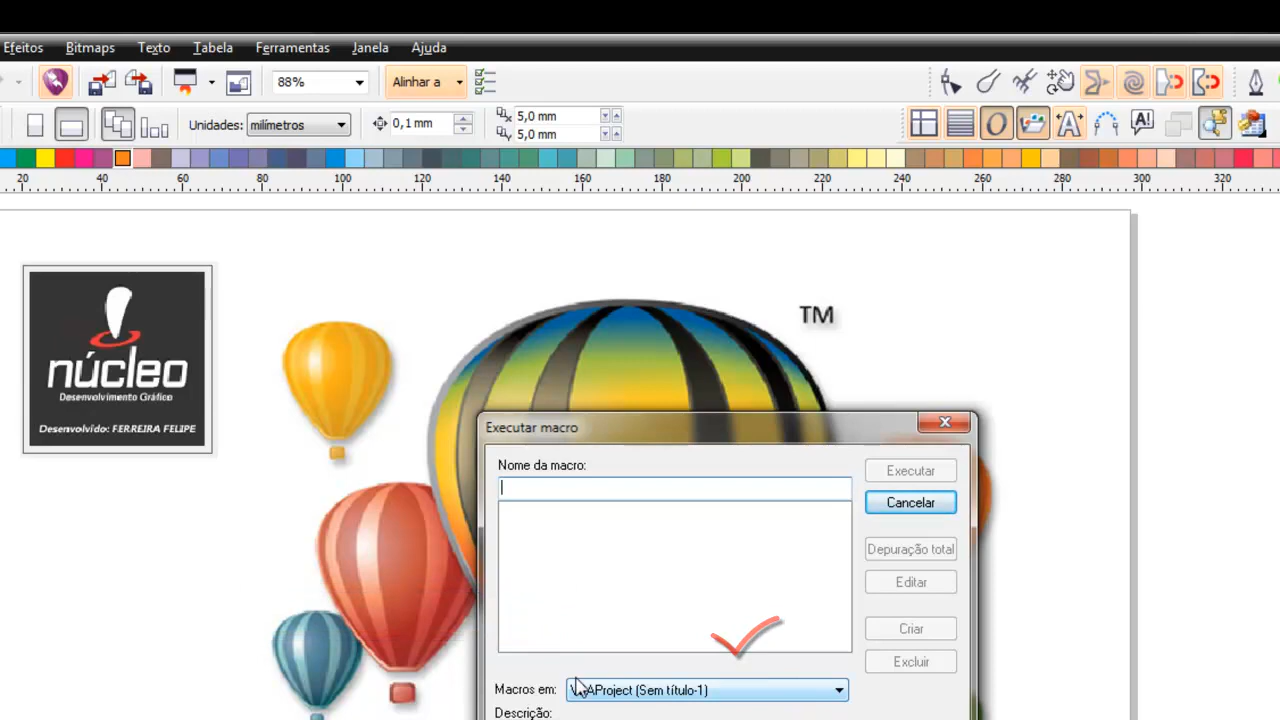 Efeitos Bitmaps Texto Tabela Ferramentas Janela Ajuda
88% Alinhar a
Unidades: milímetros 0,1 mm 5,0 mm
5,0 mm
20 40 60 80 100 120 140 160 180 200 220 240 260 280 300 320
TM
núcleo
Desenvolvimento Gráfico
Desenvolvido: FERREIRA FELIPE
Executar macro
Nome da macro:
Executar
Cancelar
Depuração total
Editar
Criar
Excluir
Macros em: (Sem título-1)
Descrição: